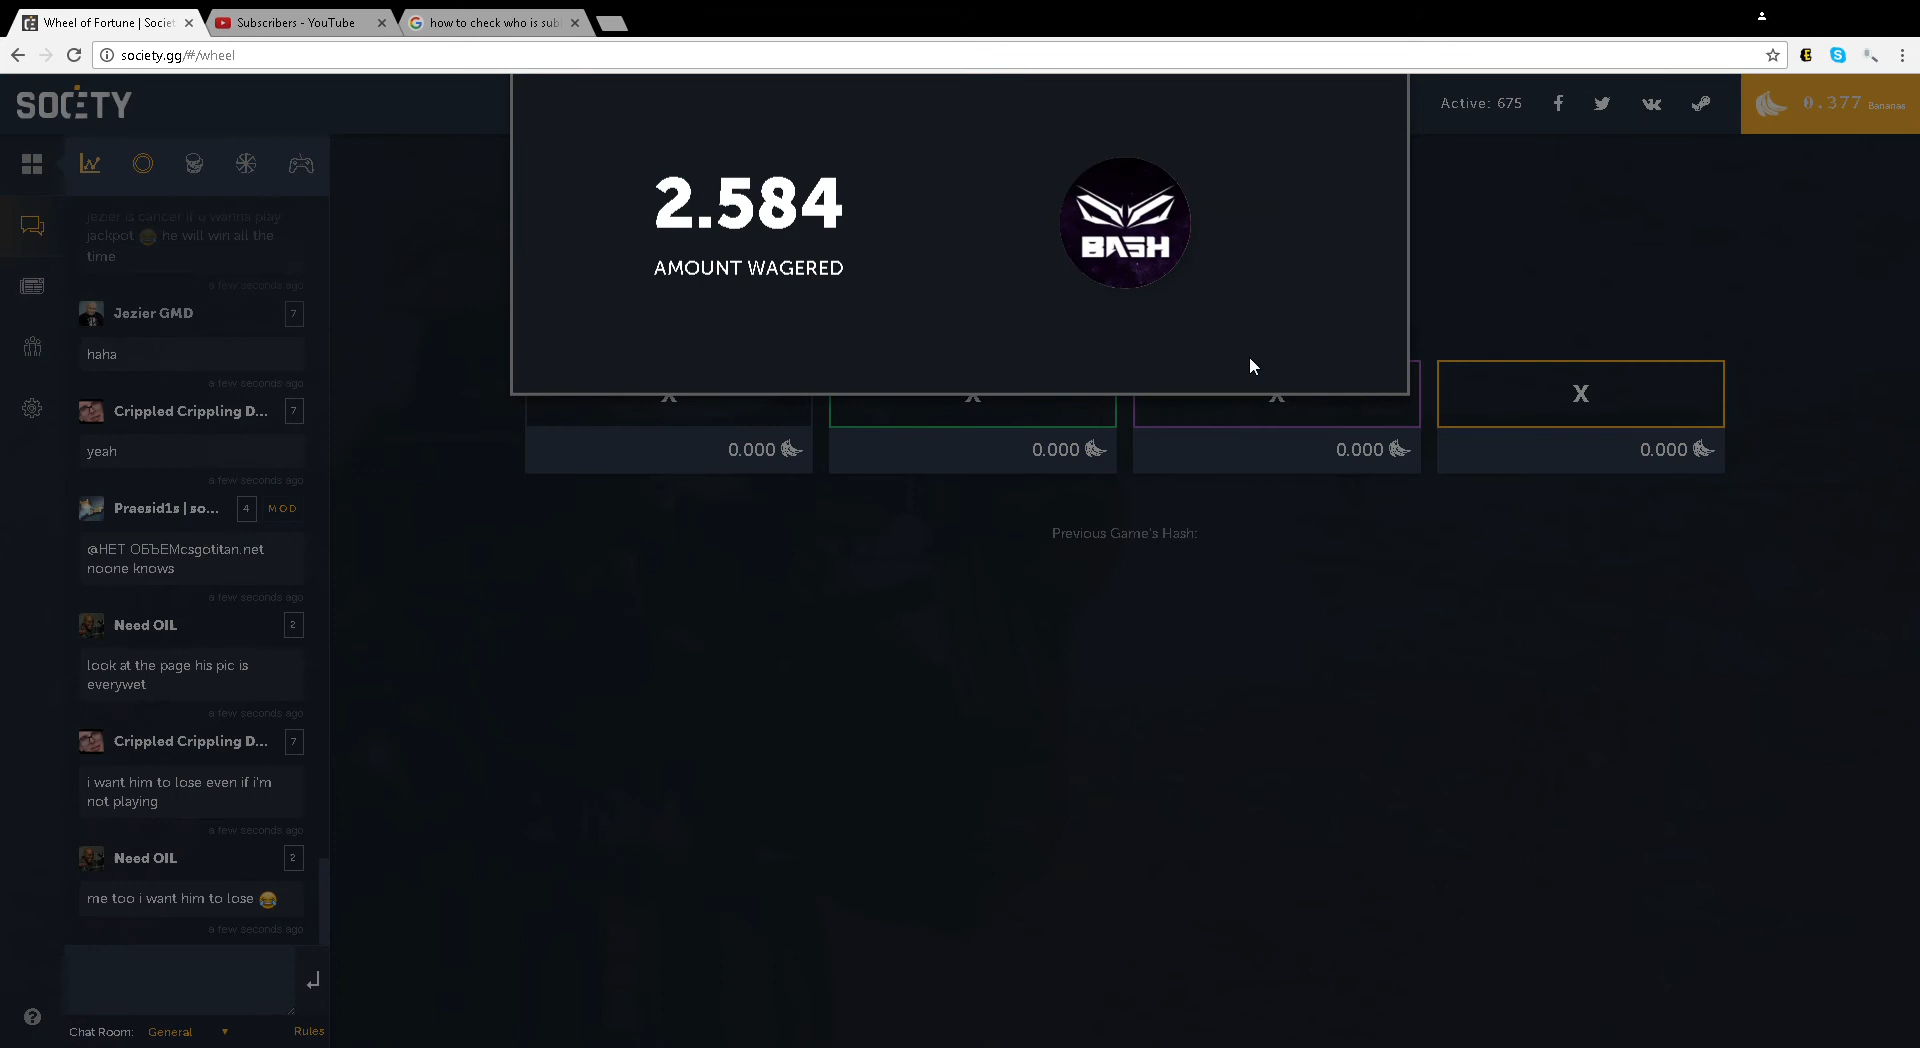 Wheel of Fortune | Societ
Subscribers - YouTube
how to check who is sub
society.gg/#/wheel
SOCIETY
Active: 675
0.377 Bananas
jezier is cancer if u wanna play
jackpot 😂 he will win all the
time
a few seconds ago
Jezier GMD
7
haha
a few seconds ago
Crippled Crippling D...
7
yeah
a few seconds ago
Praesid1s | so...
4
MOD
@НЕТ ОБЪЕМcsgotitan.net
noone knows
a few seconds ago
Need OIL
2
look at the page his pic is
everywet
a few seconds ago
Crippled Crippling D...
7
i want him to lose even if i'm
not playing
a few seconds ago
Need OIL
2
me too i want him to lose 😂
a few seconds ago
Chat Room: General
Rules
2.584
AMOUNT WAGERED
BASH
X
X
X
X
0.000
0.000
0.000
0.000
Previous Game's Hash: